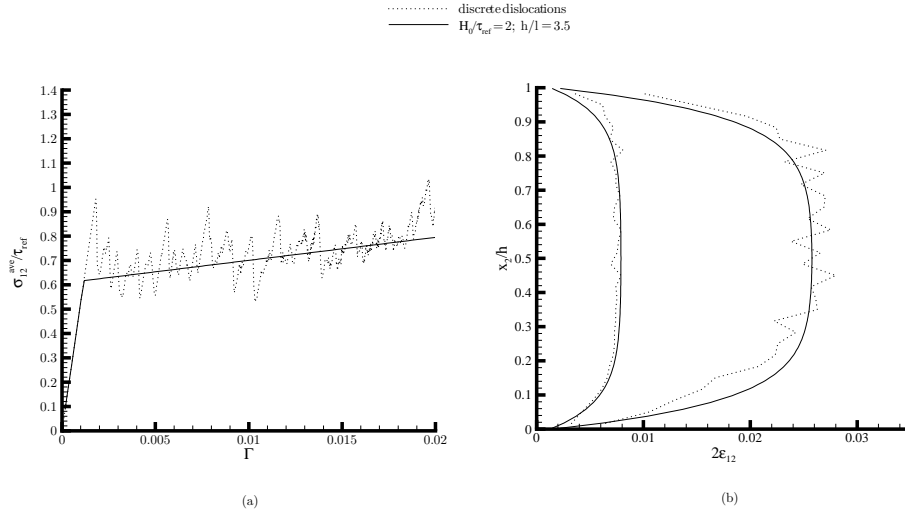 discrete dislocations
H₀/τref=2; h/l=3.5
1.4
1.3
1.2
1.1
1
0.9
0.8
0.7
0.6
0.5
0.4
0.3
0.2
0.1
0
σ₁₂ᵃᵛᵉ/τref
0 0.005 0.01 0.015 0.02
Γ
(a)
1
0.9
0.8
0.7
0.6
0.5
0.4
0.3
0.2
0.1
0
x₂/h
0 0.01 0.02 0.03
2ε₁₂
(b)